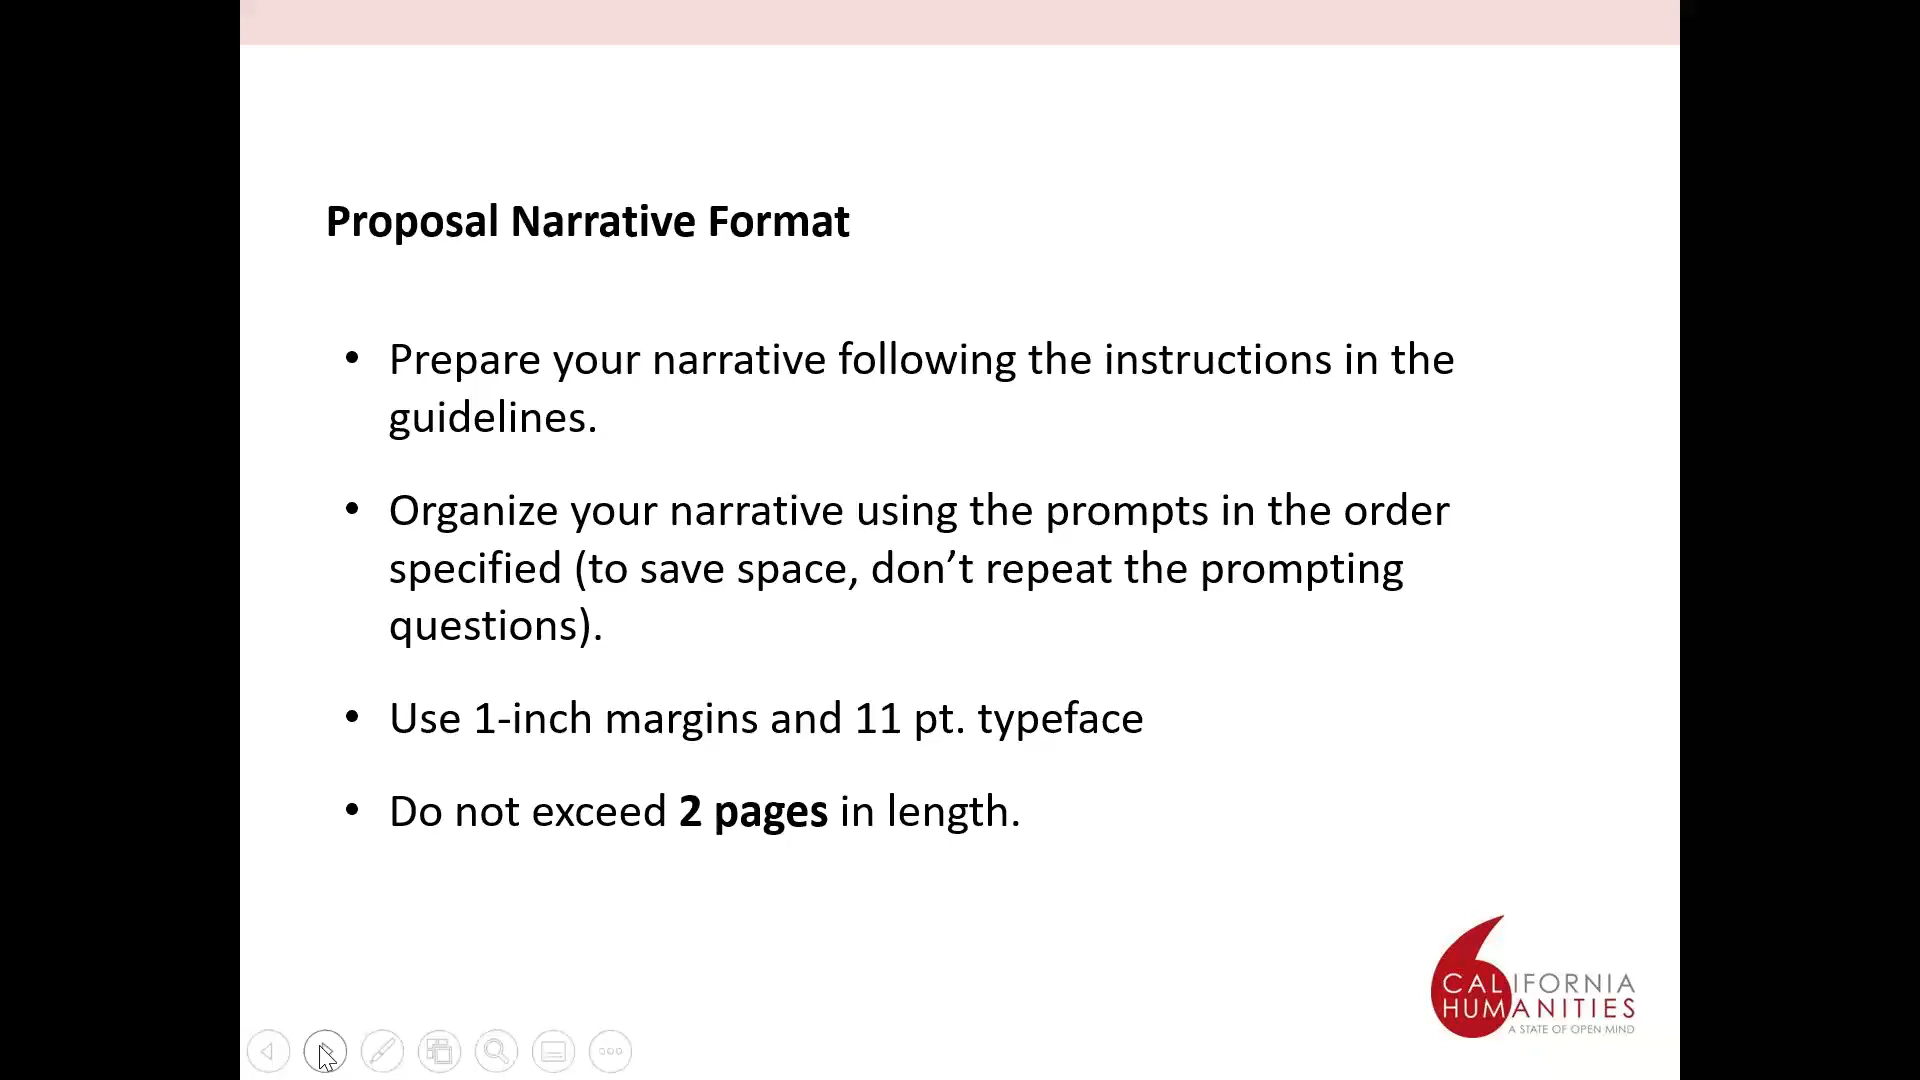 Proposal Narrative Format
• Prepare your narrative following the instructions in the
guidelines.
• Organize your narrative using the prompts in the order
specified (to save space, don’t repeat the prompting
questions).
• Use 1-inch margins and 11 pt. typeface
• Do not exceed 2 pages in length.
CALIFORNIA
HUMANITIES
A STATE OF OPEN MIND